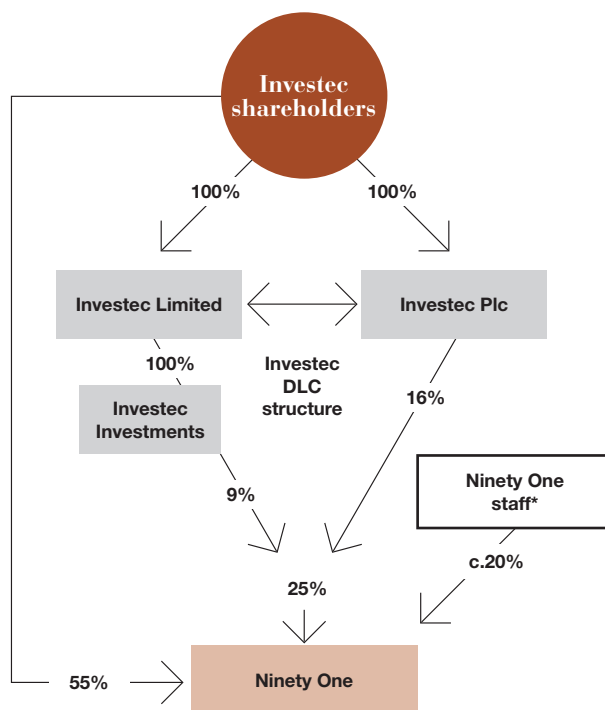 Investec
shareholders
100%
100%
Investec Limited
Investec Plc
100%
Investec
DLC
structure
Investec
Investments
16%
9%
Ninety One
staff*
c.20%
25%
55%
Ninety One